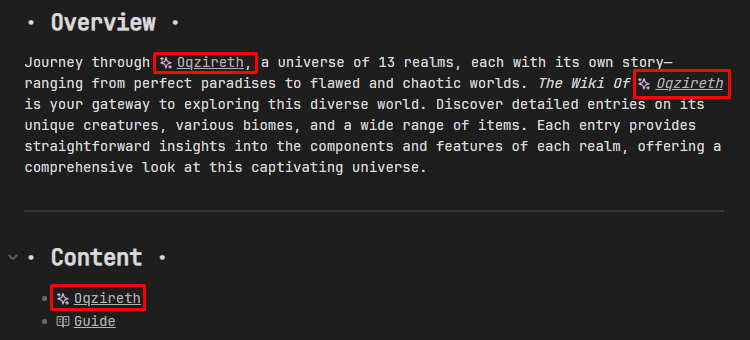 • Overview •
Journey through Oqzireth, a universe of 13 realms, each with its own story—
ranging from perfect paradises to flawed and chaotic worlds. The Wiki Of Oqzireth
is your gateway to exploring this diverse world. Discover detailed entries on its
unique creatures, various biomes, and a wide range of items. Each entry provides
straightforward insights into the components and features of each realm, offering a
comprehensive look at this captivating universe.
• Content •
• Oqzireth
• Guide